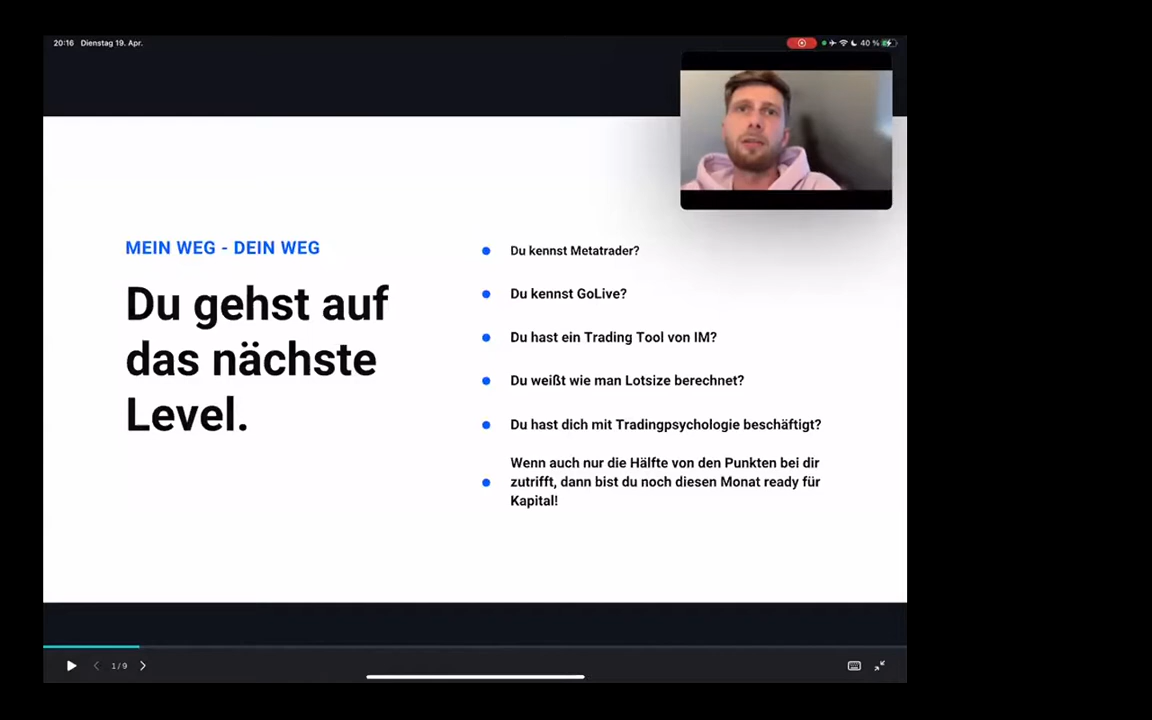 20:16 Dienstag 19. Apr.
40 %
MEIN WEG - DEIN WEG
Du gehst auf
das nächste
Level.
Du kennst Metatrader?
Du kennst GoLive?
Du hast ein Trading Tool von IM?
Du weißt wie man Lotsize berechnet?
Du hast dich mit Tradingpsychologie beschäftigt?
Wenn auch nur die Hälfte von den Punkten bei dir
zutrifft, dann bist du noch diesen Monat ready für
Kapital!
1/9